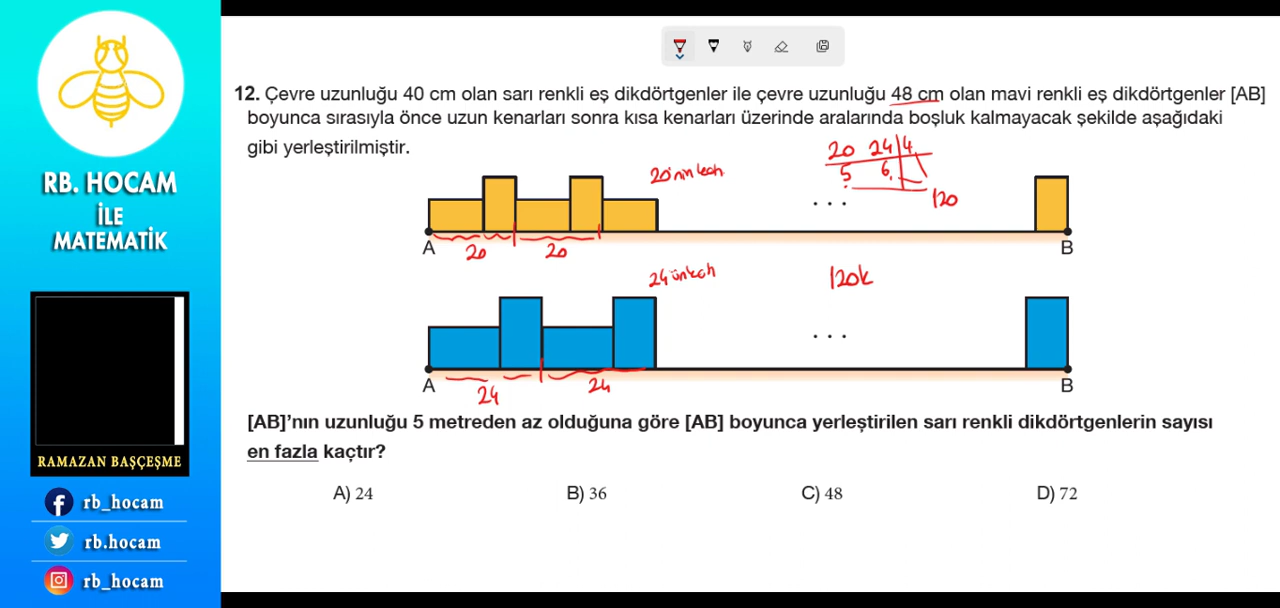 RB. HOCAM
İLE
MATEMATİK
RAMAZAN BAŞÇEŞME
rb_hocam
rb.hocam
rb_hocam
12. Çevre uzunluğu 40 cm olan sarı renkli eş dikdörtgenler ile çevre uzunluğu 48 cm olan mavi renkli eş dikdörtgenler [AB]
boyunca sırasıyla önce uzun kenarları sonra kısa kenarları üzerinde aralarında boşluk kalmayacak şekilde aşağıdaki
gibi yerleştirilmiştir.
20 24 4
5 6
120
20'nin katı
. . .
A B
20 20
24'ün katı
120k
. . .
A B
24 24
[AB]'nın uzunluğu 5 metreden az olduğuna göre [AB] boyunca yerleştirilen sarı renkli dikdörtgenlerin sayısı
en fazla kaçtır?
A) 24 B) 36 C) 48 D) 72